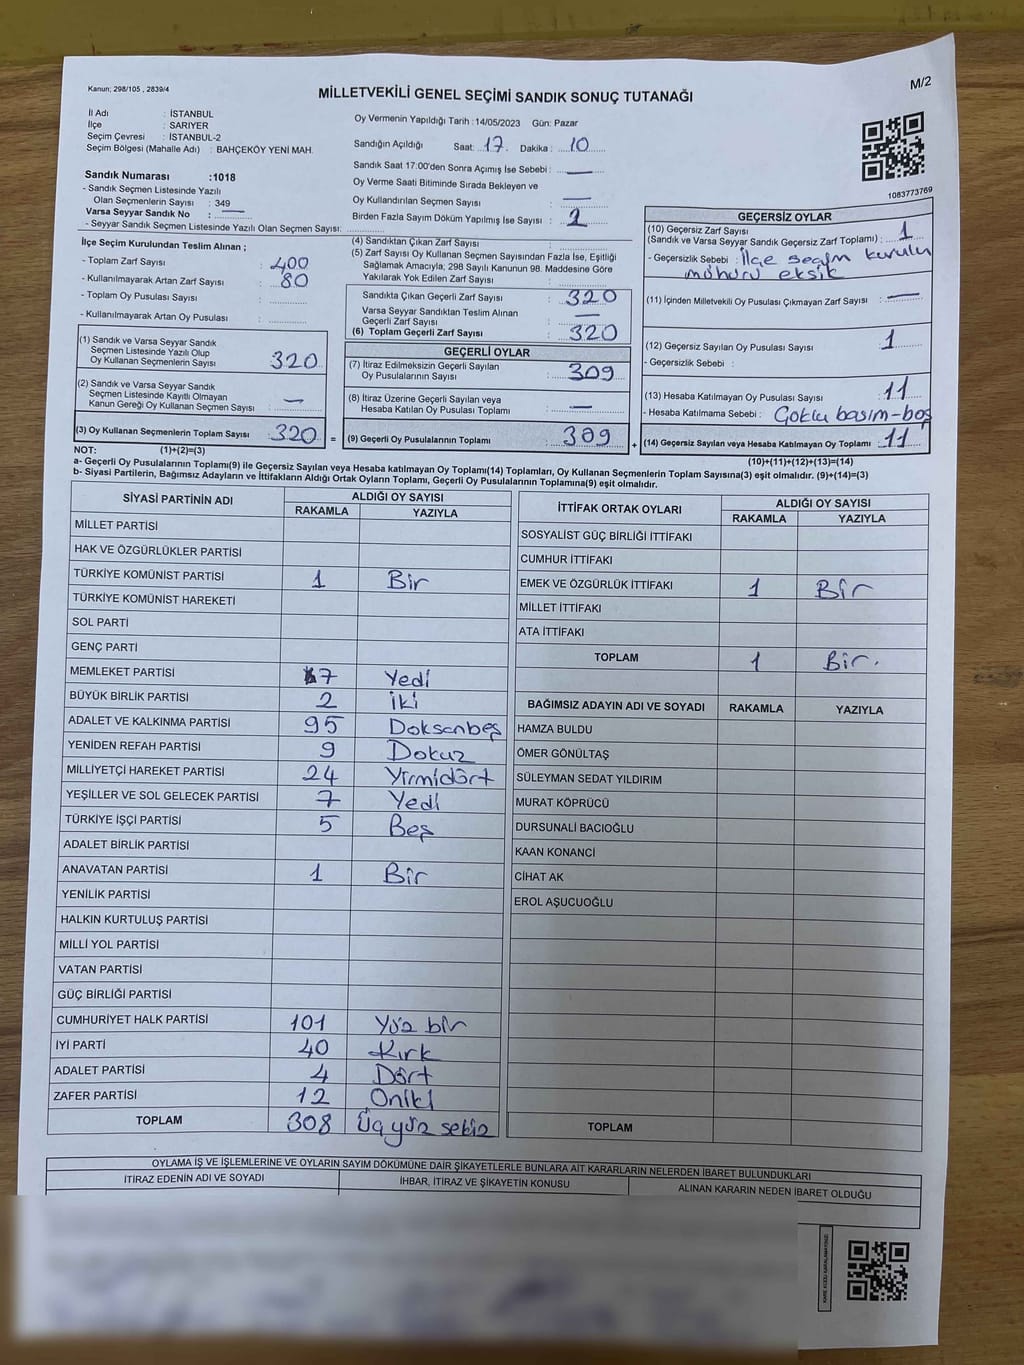 Kanun; 298/105 , 2839/4
M/2
MİLLETVEKİLİ GENEL SEÇİMİ SANDIK SONUÇ TUTANAĞI
İl Adı : İSTANBUL
İlçe : SARIYER
Seçim Çevresi : İSTANBUL-2
Seçim Bölgesi (Mahalle Adı) : BAHÇEKÖY YENİ MAH.
Oy Vermenin Yapıldığı Tarih : 14/05/2023 Gün: Pazar
Sandığın Açıldığı Saat: 17 Dakika : 10
Sandık Saat 17:00'den Sonra Açımış İse Sebebi : —
Oy Verme Saati Bitiminde Sırada Bekleyen ve
Oy Kullandırılan Seçmen Sayısı : —
Birden Fazla Sayım Döküm Yapılmış İse Sayısı :
1083773769
Sandık Numarası :1018
- Sandık Seçmen Listesinde Yazılı
Olan Seçmenlerin Sayısı : 349
Varsa Seyyar Sandık No : —
- Seyyar Sandık Seçmen Listesinde Yazılı Olan Seçmen Sayısı:
İlçe Seçim Kurulundan Teslim Alınan ;
- Toplam Zarf Sayısı : 400
- Kullanılmayarak Artan Zarf Sayısı : 80
- Toplam Oy Pusulası Sayısı :
- Kullanılmayarak Artan Oy Pusulası :
(1) Sandık ve Varsa Seyyar Sandık
Seçmen Listesinde Yazılı Olup
Oy Kullanan Seçmenlerin Sayısı 320
(2) Sandık ve Varsa Seyyar Sandık
Seçmen Listesinde Kayıtlı Olmayan
Kanun Gereği Oy Kullanan Seçmen Sayısı —
(3) Oy Kullanan Seçmenlerin Toplam Sayısı 320 =
(4) Sandıktan Çıkan Zarf Sayısı :
(5) Zarf Sayısı Oy Kullanan Seçmen Sayısından Fazla İse, Eşitliği
Sağlamak Amacıyla; 298 Sayılı Kanunun 98. Maddesine Göre
Yakılarak Yok Edilen Zarf Sayısı :
Sandıkta Çıkan Geçerli Zarf Sayısı : 320
Varsa Seyyar Sandıktan Teslim Alınan
Geçerli Zarf Sayısı : —
(6) Toplam Geçerli Zarf Sayısı : 320
GEÇERLİ OYLAR
(7) İtiraz Edilmeksizin Geçerli Sayılan
Oy Pusulalarının Sayısı : 309
(8) İtiraz Üzerine Geçerli Sayılan veya
Hesaba Katılan Oy Pusulası Toplamı : —
(9) Geçerli Oy Pusulalarının Toplamı : 309 +
GEÇERSİZ OYLAR
(10) Geçersiz Zarf Sayısı
(Sandık ve Varsa Seyyar Sandık Geçersiz Zarf Toplamı) : 1
- Geçersizlik Sebebi : İlçe seçim kurulu
mühürü eksik
(11) İçinden Milletvekili Oy Pusulası Çıkmayan Zarf Sayısı : —
(12) Geçersiz Sayılan Oy Pusulası Sayısı : 1
- Geçersizlik Sebebi :
(13) Hesaba Katılmayan Oy Pusulası Sayısı : 11
- Hesaba Katılmama Sebebi : Çoklu basım-boş
(14) Geçersiz Sayılan veya Hesaba Katılmayan Oy Toplamı : 11
NOT: (1)+(2)=(3)
(10)+(11)+(12)+(13)=(14)
a- Geçerli Oy Pusulalarının Toplamı(9) ile Geçersiz Sayılan veya Hesaba katılmayan Oy Toplamı(14) Toplamları, Oy Kullanan Seçmenlerin Toplam Sayısına(3) eşit olmalıdır. (9)+(14)=(3)
b- Siyasi Partilerin, Bağımsız Adayların ve İttifakların Aldığı Ortak Oyların Toplamı, Geçerli Oy Pusulalarının Toplamına(9) eşit olmalıdır.
SİYASİ PARTİNİN ADI ALDIĞI OY SAYISI
RAKAMLA YAZIYLA
MİLLET PARTİSİ
HAK VE ÖZGÜRLÜKLER PARTİSİ
TÜRKİYE KOMÜNİST PARTİSİ 1 Bir
TÜRKİYE KOMÜNİST HAREKETİ
SOL PARTİ
GENÇ PARTİ
MEMLEKET PARTİSİ 7 Yedi
BÜYÜK BİRLİK PARTİSİ 2 İki
ADALET VE KALKINMA PARTİSİ 95 Doksanbeş
YENİDEN REFAH PARTİSİ 9 Dokuz
MİLLİYETÇİ HAREKET PARTİSİ 24 Yirmidört
YEŞİLLER VE SOL GELECEK PARTİSİ 7 Yedi
TÜRKİYE İŞÇİ PARTİSİ 5 Beş
ADALET BİRLİK PARTİSİ
ANAVATAN PARTİSİ 1 Bir
YENİLİK PARTİSİ
HALKIN KURTULUŞ PARTİSİ
MİLLİ YOL PARTİSİ
VATAN PARTİSİ
GÜÇ BİRLİĞİ PARTİSİ
CUMHURİYET HALK PARTİSİ 101 Yüz bir
İYİ PARTİ 40 Kırk
ADALET PARTİSİ 4 Dört
ZAFER PARTİSİ 12 Oniki
TOPLAM 308 Üçyüz sekiz
İTTİFAK ORTAK OYLARI ALDIĞI OY SAYISI
RAKAMLA YAZIYLA
SOSYALİST GÜÇ BİRLİĞİ İTTİFAKI
CUMHUR İTTİFAKI
EMEK VE ÖZGÜRLÜK İTTİFAKI 1 Bir
MİLLET İTTİFAKI
ATA İTTİFAKI
TOPLAM 1 Bir.
BAĞIMSIZ ADAYIN ADI VE SOYADI RAKAMLA YAZIYLA
HAMZA BULDU
ÖMER GÖNÜLTAŞ
SÜLEYMAN SEDAT YILDIRIM
MURAT KÖPRÜCÜ
DURSUNALİ BACIOĞLU
KAAN KONANCİ
CİHAT AK
EROL AŞUCUOĞLU
TOPLAM
OYLAMA İŞ VE İŞLEMLERİNE VE OYLARIN SAYIM DÖKÜMÜNE DAİR ŞİKAYETLERLE BUNLARA AİT KARARLARIN NELERDEN İBARET BULUNDUKLARI
İTİRAZ EDENİN ADI VE SOYADI İHBAR, İTİRAZ VE ŞİKAYETİN KONUSU ALINAN KARARIN NEDEN İBARET OLDUĞU
KARE KODU KARALAMAYINIZ!